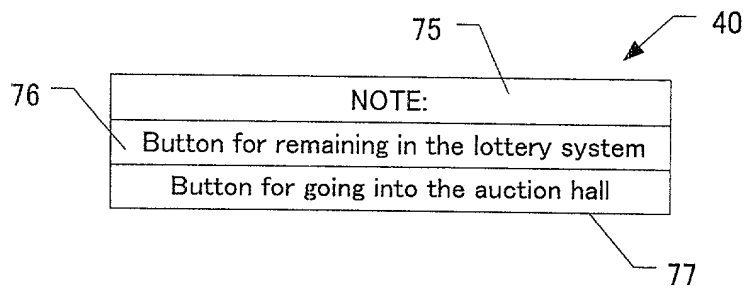 75
40
76
NOTE:
Button for remaining in the lottery system
Button for going into the auction hall
77